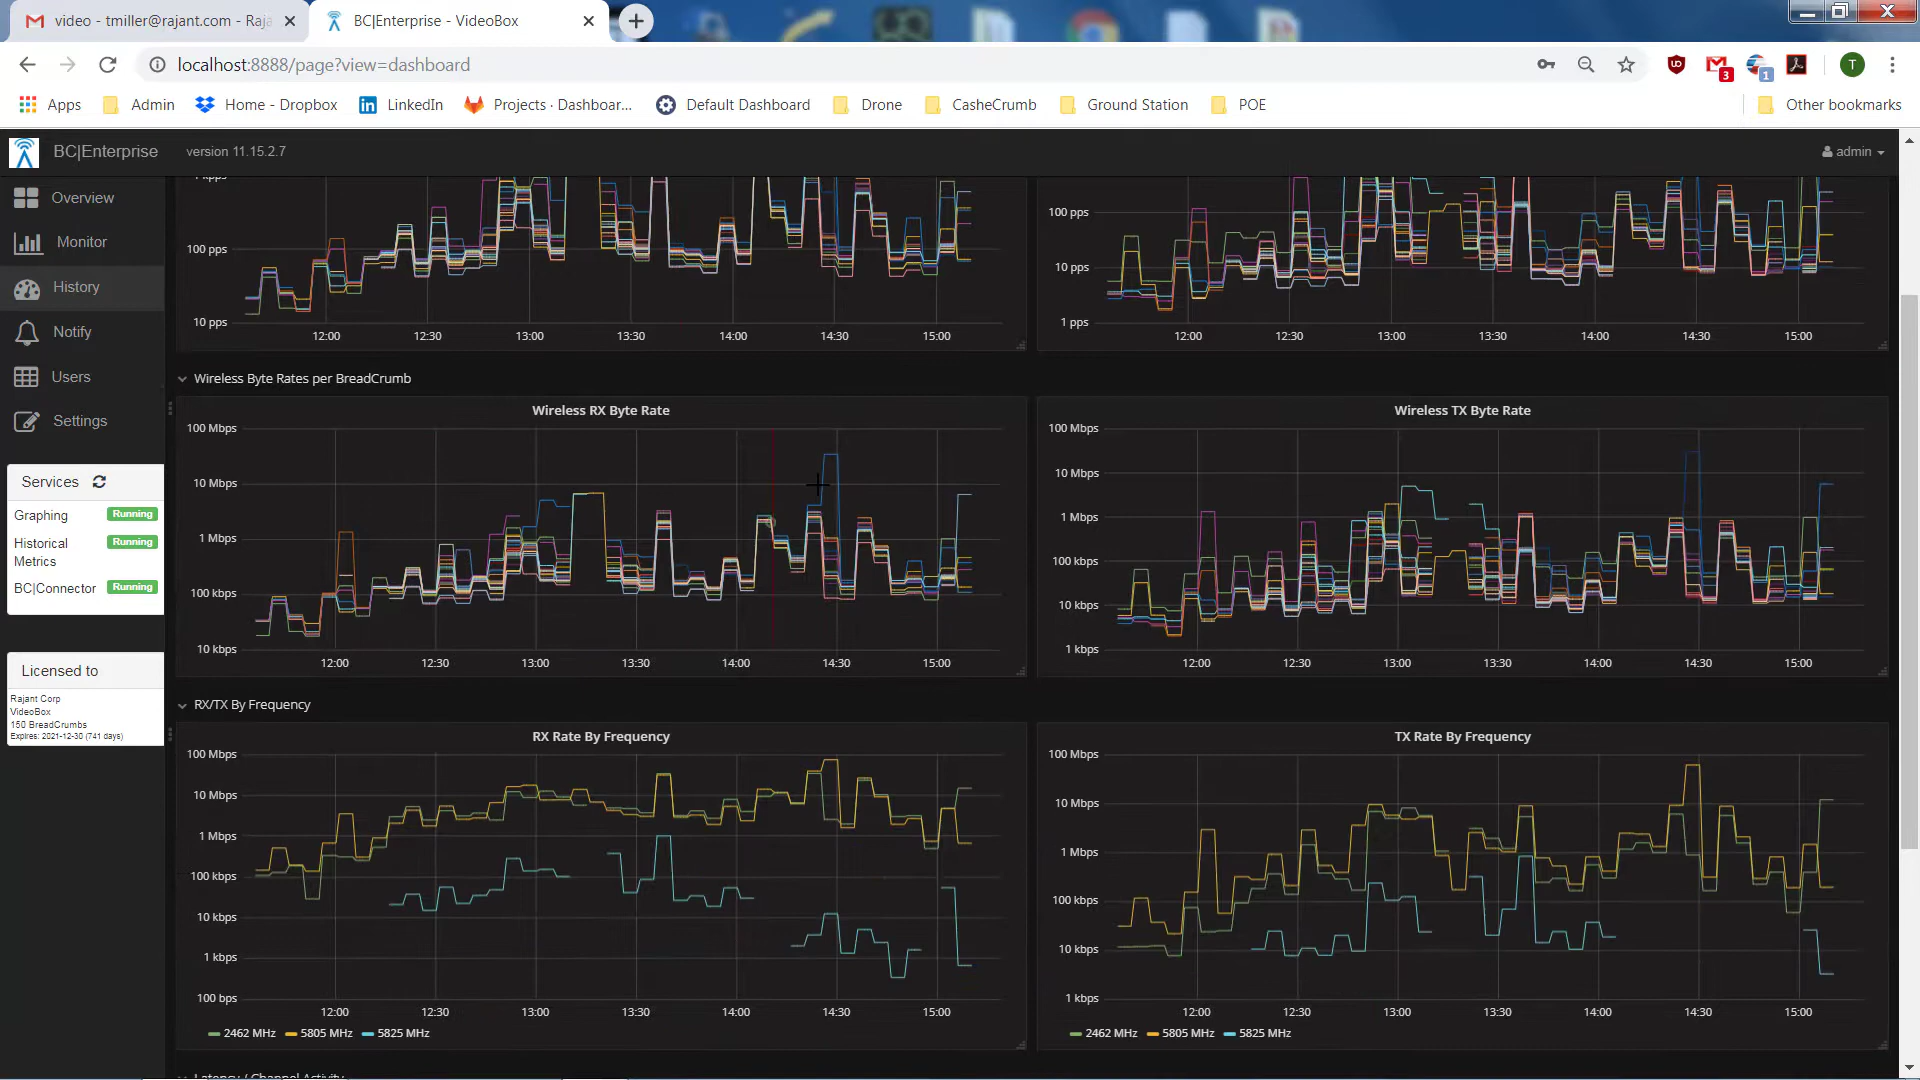 video - tmiller@rajant.com - Raja
BC|Enterprise - VideoBox
localhost:8888/page?view=dashboard
3
1
T
Apps
Admin
Home - Dropbox
LinkedIn
Projects · Dashboar...
Default Dashboard
Drone
CasheCrumb
Ground Station
POE
Other bookmarks
BC|Enterprise
version 11.15.2.7
admin
Overview
Monitor
History
Notify
Users
Settings
Services
Graphing Running
Historical Metrics Running
BC|Connector Running
Licensed to
Rajant Corp
VideoBox
150 BreadCrumbs
Expires: 2021-12-30 (741 days)
1 kpps
100 pps
10 pps
12:00 12:30 13:00 13:30 14:00 14:30 15:00
100 pps
10 pps
1 pps
12:00 12:30 13:00 13:30 14:00 14:30 15:00
Wireless Byte Rates per BreadCrumb
Wireless RX Byte Rate
100 Mbps
10 Mbps
1 Mbps
100 kbps
10 kbps
12:00 12:30 13:00 13:30 14:00 14:30 15:00
Wireless TX Byte Rate
100 Mbps
10 Mbps
1 Mbps
100 kbps
10 kbps
1 kbps
12:00 12:30 13:00 13:30 14:00 14:30 15:00
RX/TX By Frequency
RX Rate By Frequency
100 Mbps
10 Mbps
1 Mbps
100 kbps
10 kbps
1 kbps
100 bps
12:00 12:30 13:00 13:30 14:00 14:30 15:00
2462 MHz 5805 MHz 5825 MHz
TX Rate By Frequency
100 Mbps
10 Mbps
1 Mbps
100 kbps
10 kbps
1 kbps
12:00 12:30 13:00 13:30 14:00 14:30 15:00
2462 MHz 5805 MHz 5825 MHz
Latency / Channel Activity